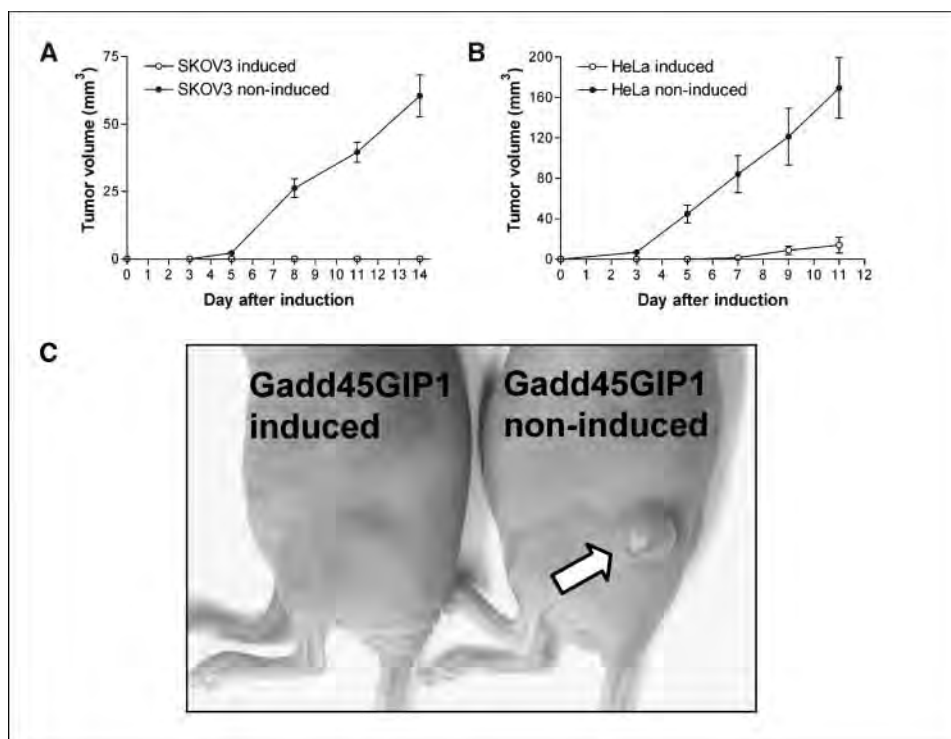 A
75
50
25
0
Tumor volume (mm³)
SKOV3 induced
SKOV3 non-induced
0 1 2 3 4 5 6 7 8 9 10 11 12 13 14
Day after induction
B
200
160
120
80
40
0
Tumor volume (mm³)
HeLa induced
HeLa non-induced
0 1 2 3 4 5 6 7 8 9 10 11 12
Day after induction
C
Gadd45GIP1
induced
Gadd45GIP1
non-induced